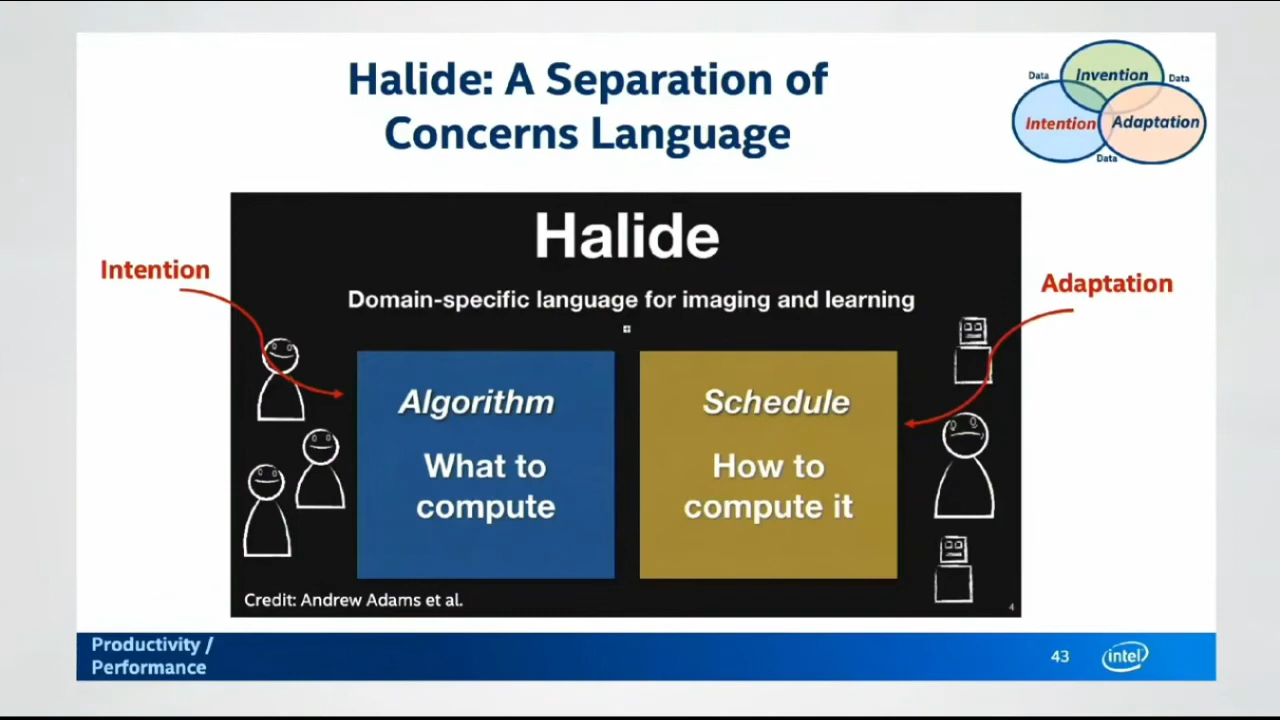 Halide: A Separation of
Concerns Language
Data
Invention
Data
Intention
Adaptation
Data
Halide
Intention
Adaptation
Domain-specific language for imaging and learning
Algorithm
What to
compute
Schedule
How to
compute it
Credit: Andrew Adams et al.
4
Productivity /
Performance
43
intel